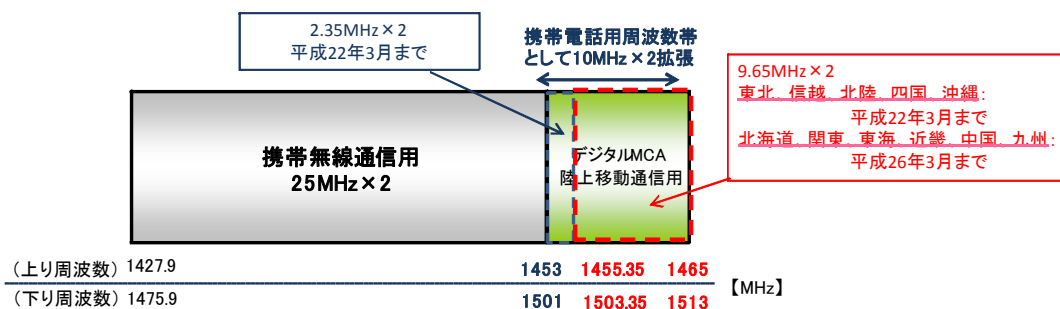 2.35MHz×2
平成22年3月まで
携帯電話用周波数帯
として10MHz×2拡張
9.65MHz×2
東北、信越、北陸、四国、沖縄:
平成22年3月まで
北海道、関東、東海、近畿、中国、九州:
平成26年3月まで
携帯無線通信用
25MHz×2
デジタルMCA
陸上移動通信用
(上り周波数) 1427.9 1453 1455.35 1465
【MHz】
(下り周波数) 1475.9 1501 1503.35 1513